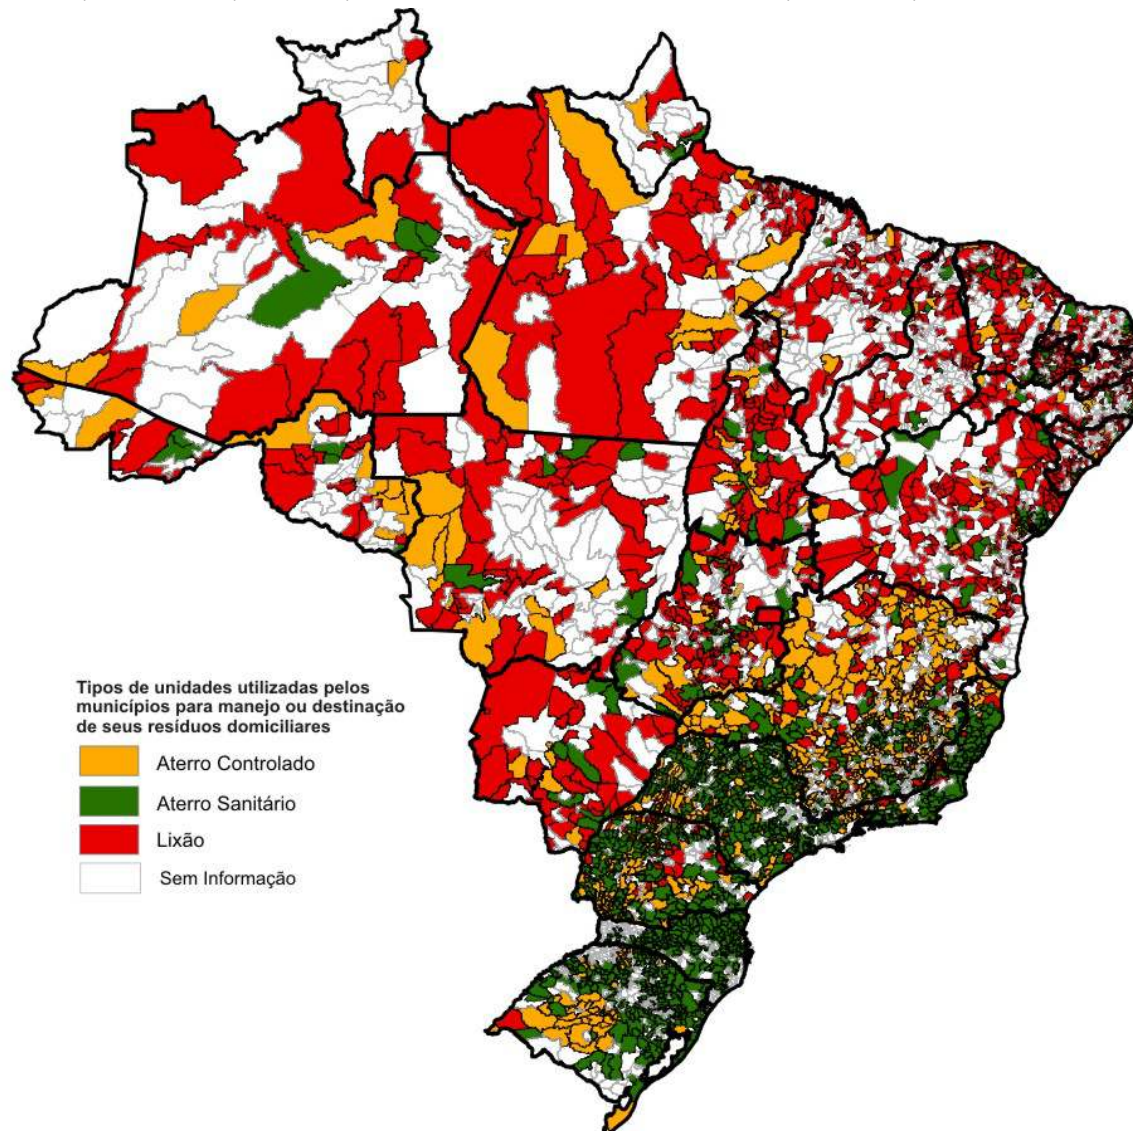 Tipos de unidades utilizadas pelos
municípios para manejo ou destinação
de seus resíduos domiciliares
Aterro Controlado
Aterro Sanitário
Lixão
Sem Informação